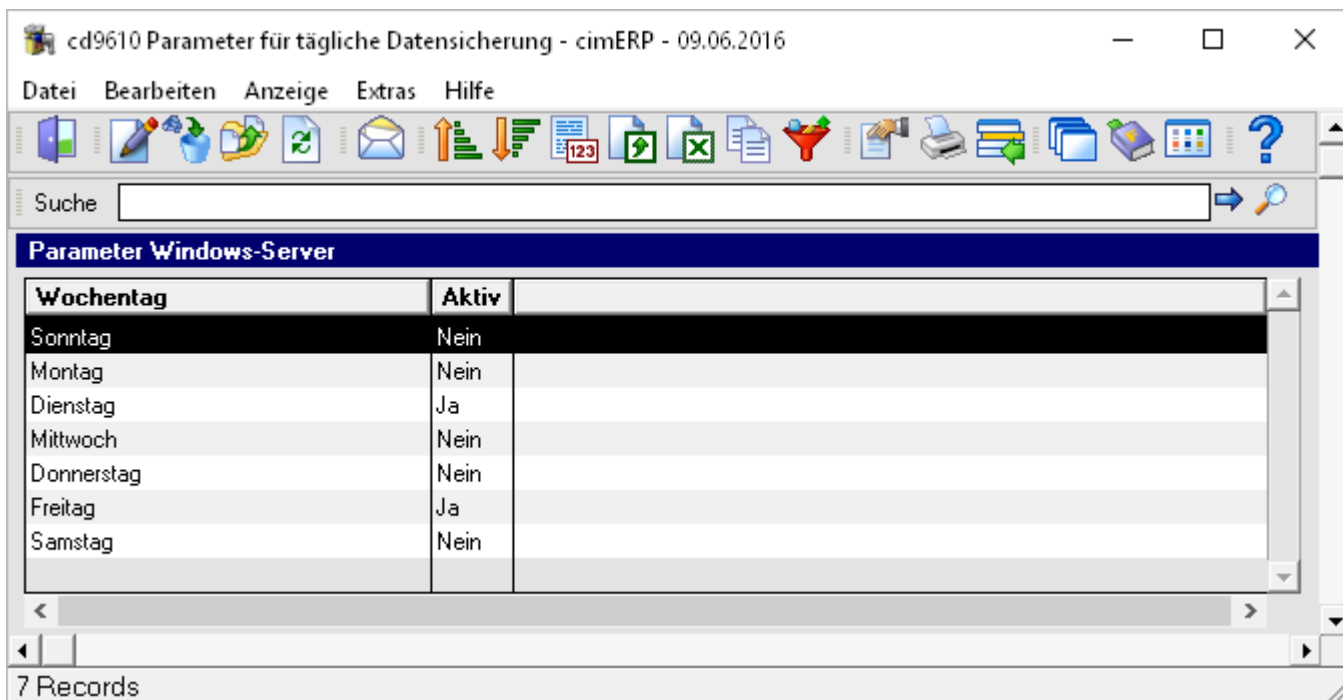 cd9610 Parameter für tägliche Datensicherung - cimERP - 09.06.2016
Datei Bearbeiten Anzeige Extras Hilfe
123
Suche
Parameter Windows-Server
Wochentag Aktiv
Sonntag Nein
Montag Nein
Dienstag Ja
Mittwoch Nein
Donnerstag Nein
Freitag Ja
Samstag Nein
7 Records